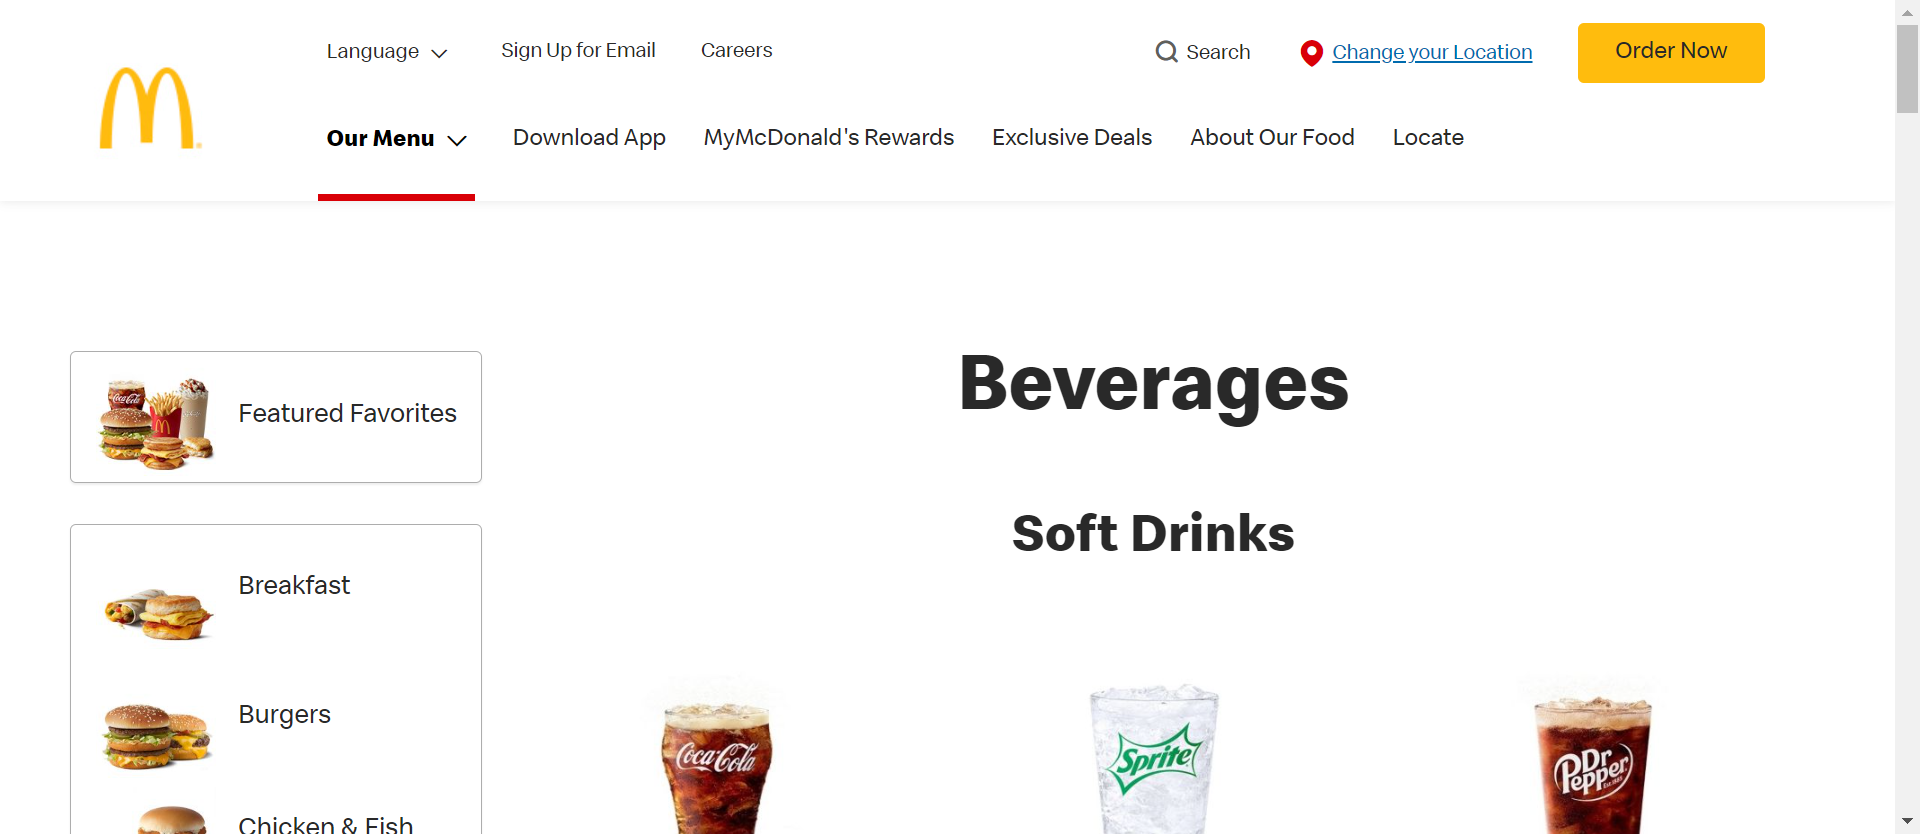 Language
Sign Up for Email
Careers
Search
Change your Location
Order Now
Our Menu
Download App
MyMcDonald's Rewards
Exclusive Deals
About Our Food
Locate
Featured Favorites
Beverages
Soft Drinks
Breakfast
Burgers
Chicken & Fish
Coca-Cola
Coca-Cola
Sprite
Dr
Pepper